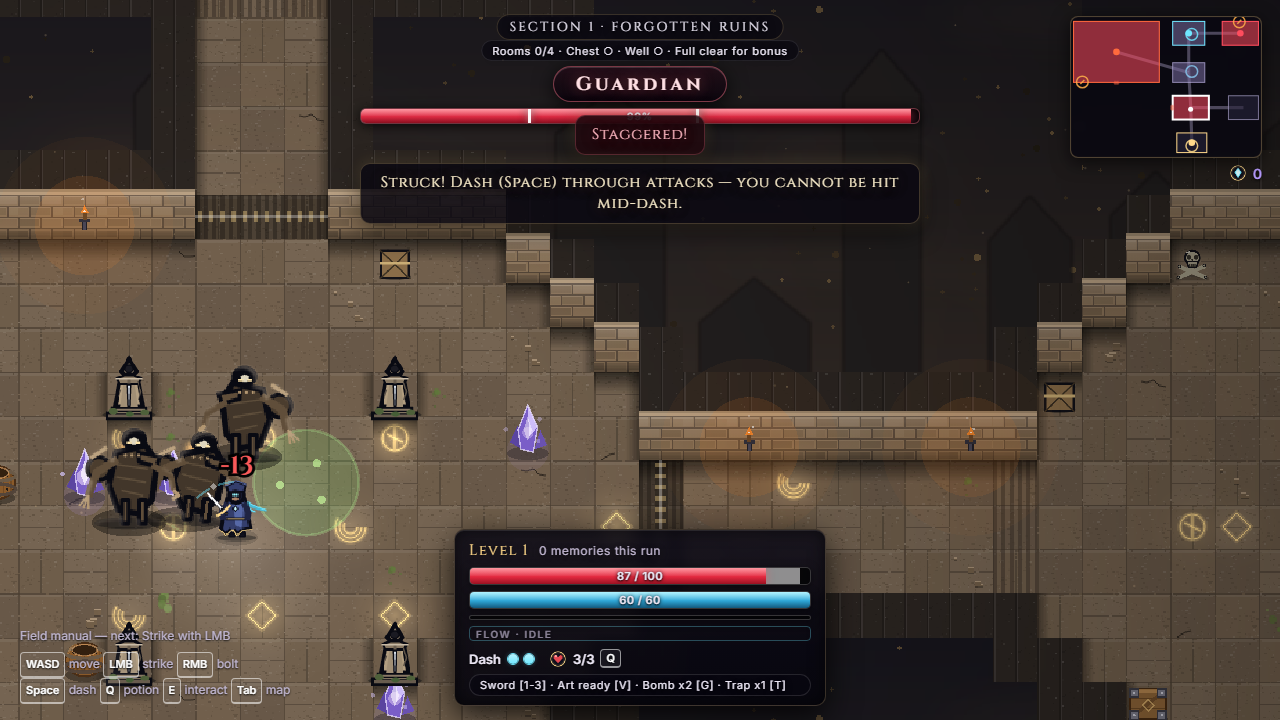 SECTION 1 · FORGOTTEN RUINS
Rooms 0/4 · Chest ○ · Well ○ · Full clear for bonus
GUARDIAN
STAGGERED!
STRUCK! DASH (SPACE) THROUGH ATTACKS — YOU CANNOT BE HIT
MID-DASH.
0
-13
LEVEL 1 0 memories this run
87 / 100
60 / 60
FLOW · IDLE
Dash 3/3 Q
Sword [1-3] · Art ready [V] · Bomb x2 [G] · Trap x1 [T]
Field manual — next: Strike with LMB
WASD move LMB strike RMB bolt
Space dash Q potion E interact Tab map